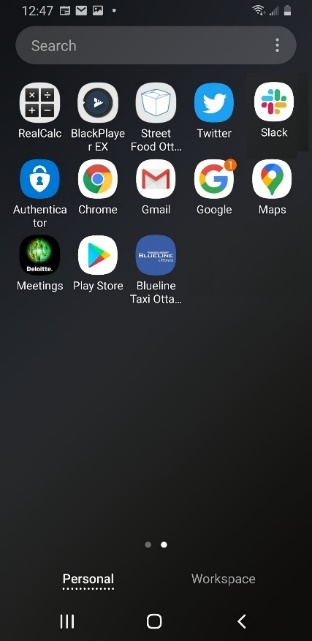 12:47
Search
RealCalc
BlackPlaye
r EX
Street
Food Ott...
Twitter
Slack
Authentica
tor
Chrome
Gmail
1
Google
Maps
Deloitte.
Meetings
Play Store
BLUELINE
Blueline
Taxi Otta...
Personal
Workspace